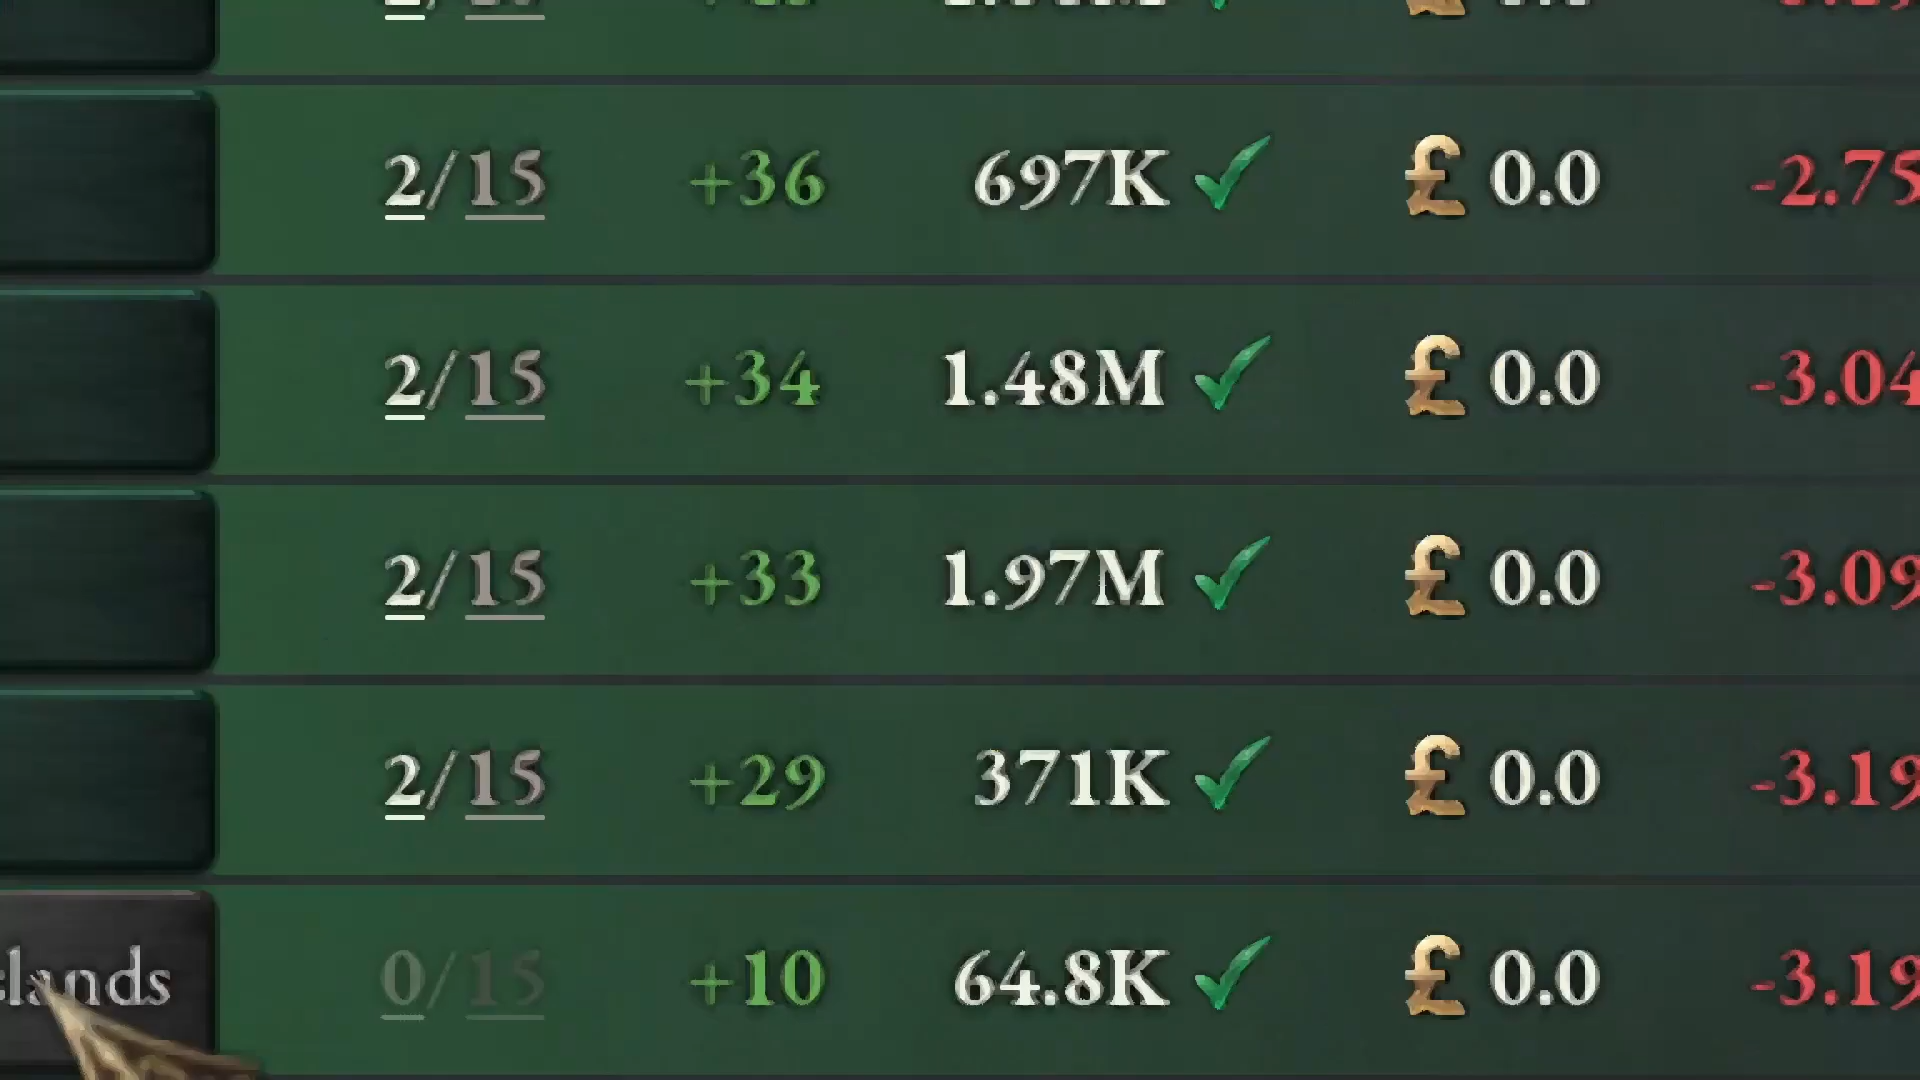 2/15 +36 697K £ 0.0 -2.75
2/15 +34 1.48M £ 0.0 -3.04
2/15 +33 1.97M £ 0.0 -3.09
2/15 +29 371K £ 0.0 -3.19
0/15 +10 64.8K £ 0.0 -3.19